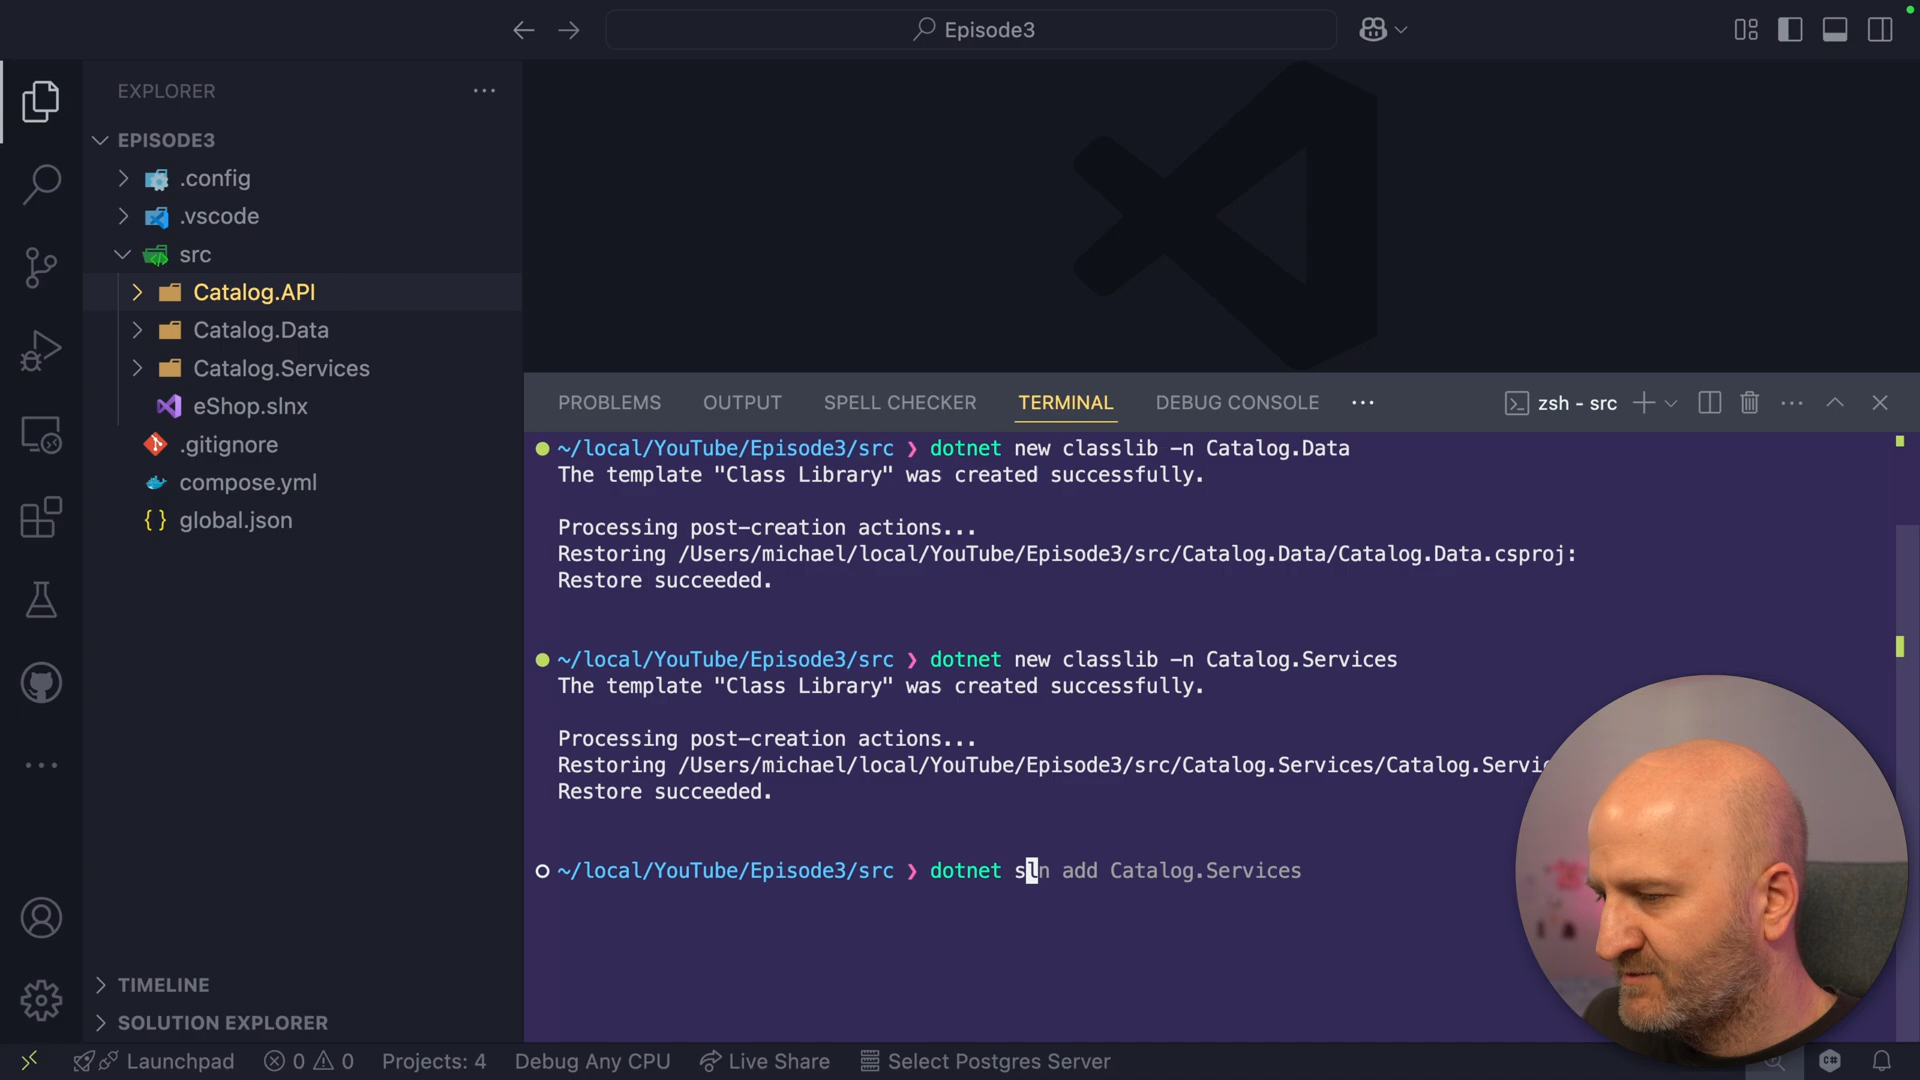 Episode3
EXPLORER
EPISODE3
.config
.vscode
src
Catalog.API
Catalog.Data
Catalog.Services
eShop.slnx
.gitignore
compose.yml
global.json
TIMELINE
SOLUTION EXPLORER
PROBLEMS OUTPUT SPELL CHECKER TERMINAL DEBUG CONSOLE
zsh - src
~/local/YouTube/Episode3/src ❯ dotnet new classlib -n Catalog.Data
The template "Class Library" was created successfully.
Processing post-creation actions...
Restoring /Users/michael/local/YouTube/Episode3/src/Catalog.Data/Catalog.Data.csproj:
Restore succeeded.
~/local/YouTube/Episode3/src ❯ dotnet new classlib -n Catalog.Services
The template "Class Library" was created successfully.
Processing post-creation actions...
Restoring /Users/michael/local/YouTube/Episode3/src/Catalog.Services/Catalog.Servi
Restore succeeded.
~/local/YouTube/Episode3/src ❯ dotnet sln add Catalog.Services
Launchpad 0 0 Projects: 4 Debug Any CPU Live Share Select Postgres Server C#